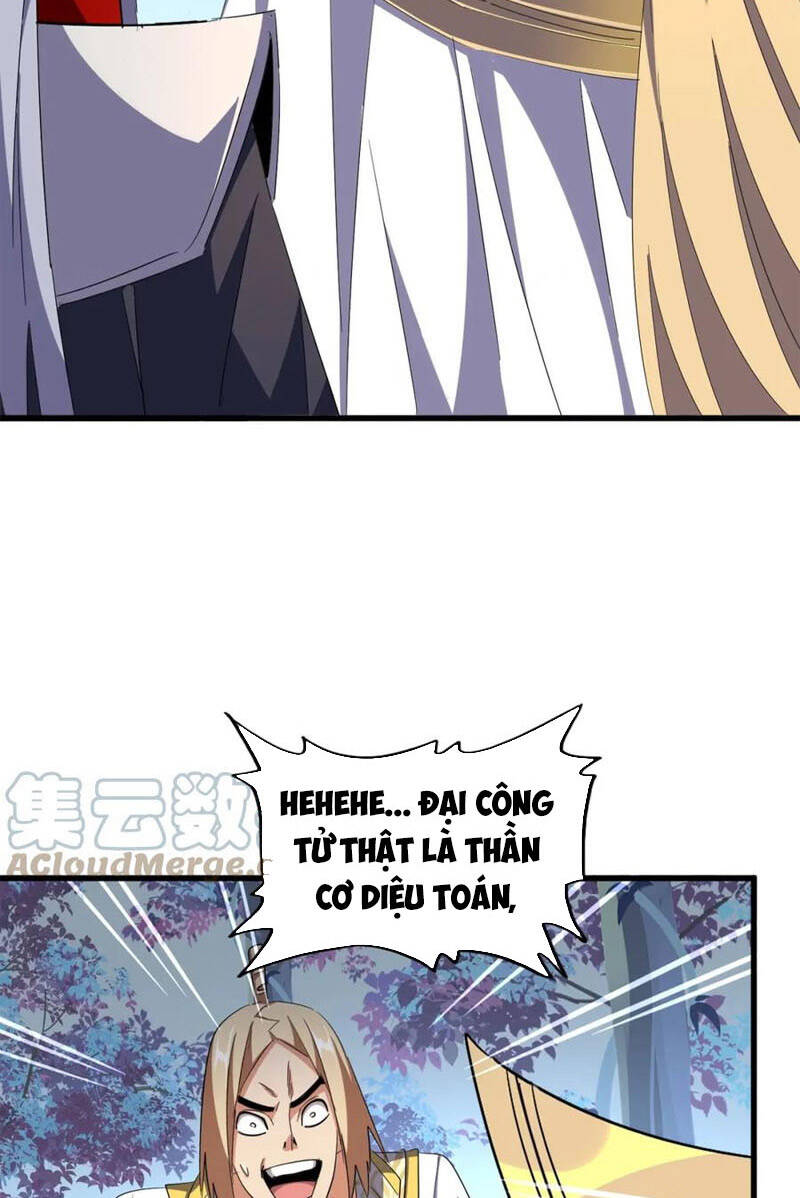 集云数
ACloudMerge.c
HEHEHE... ĐẠI CÔNG
TỬ THẬT LÀ THẦN
CƠ DIỆU TOÁN,